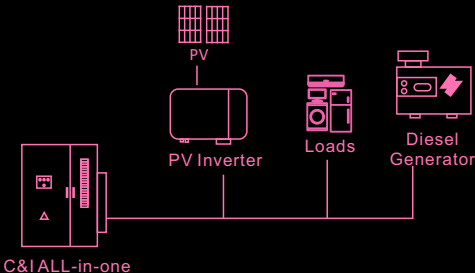 PV
PV Inverter
Loads
Diesel
Generator
C&I ALL-in-one